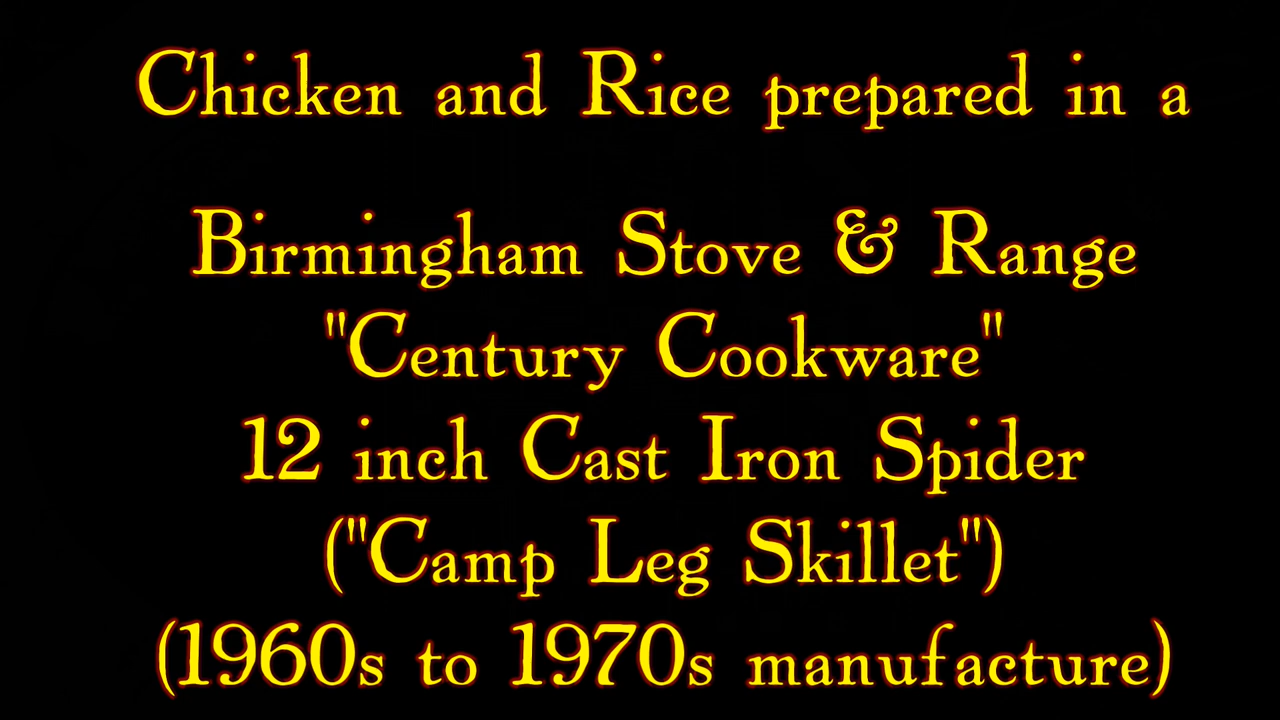 Chicken and Rice prepared in a
Birmingham Stove & Range
"Century Cookware"
12 inch Cast Iron Spider
("Camp Leg Skillet")
(1960s to 1970s manufacture)